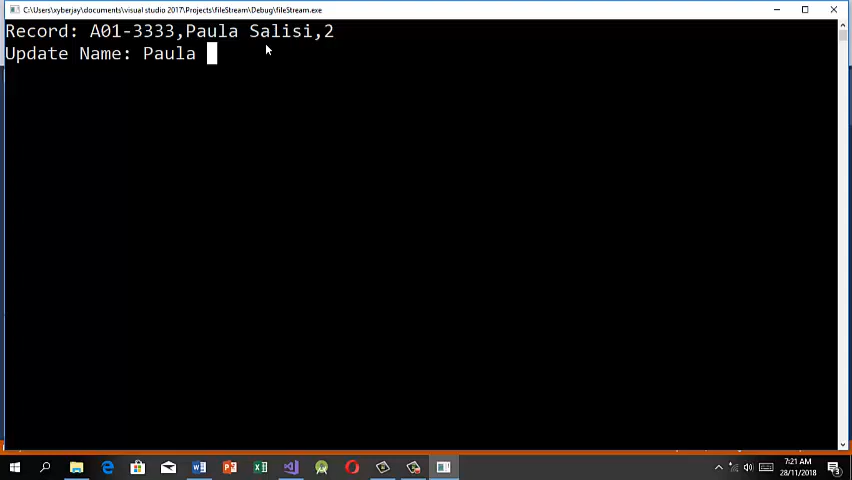 C:\Users\xyberjay\documents\visual studio 2017\Projects\fileStream\Debug\fileStream.exe
Record: A01-3333,Paula Salisi,2
Update Name: Paula
7:21 AM
28/11/2018
3